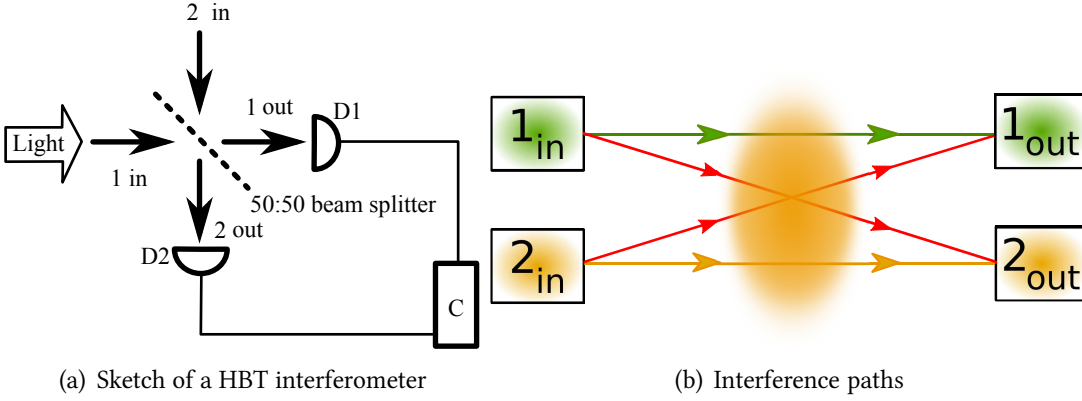 2 in
1 out
D1
Light
1 in
50:50 beam splitter
2 out
D2
C
(a) Sketch of a HBT interferometer
1in
1out
2in
2out
(b) Interference paths